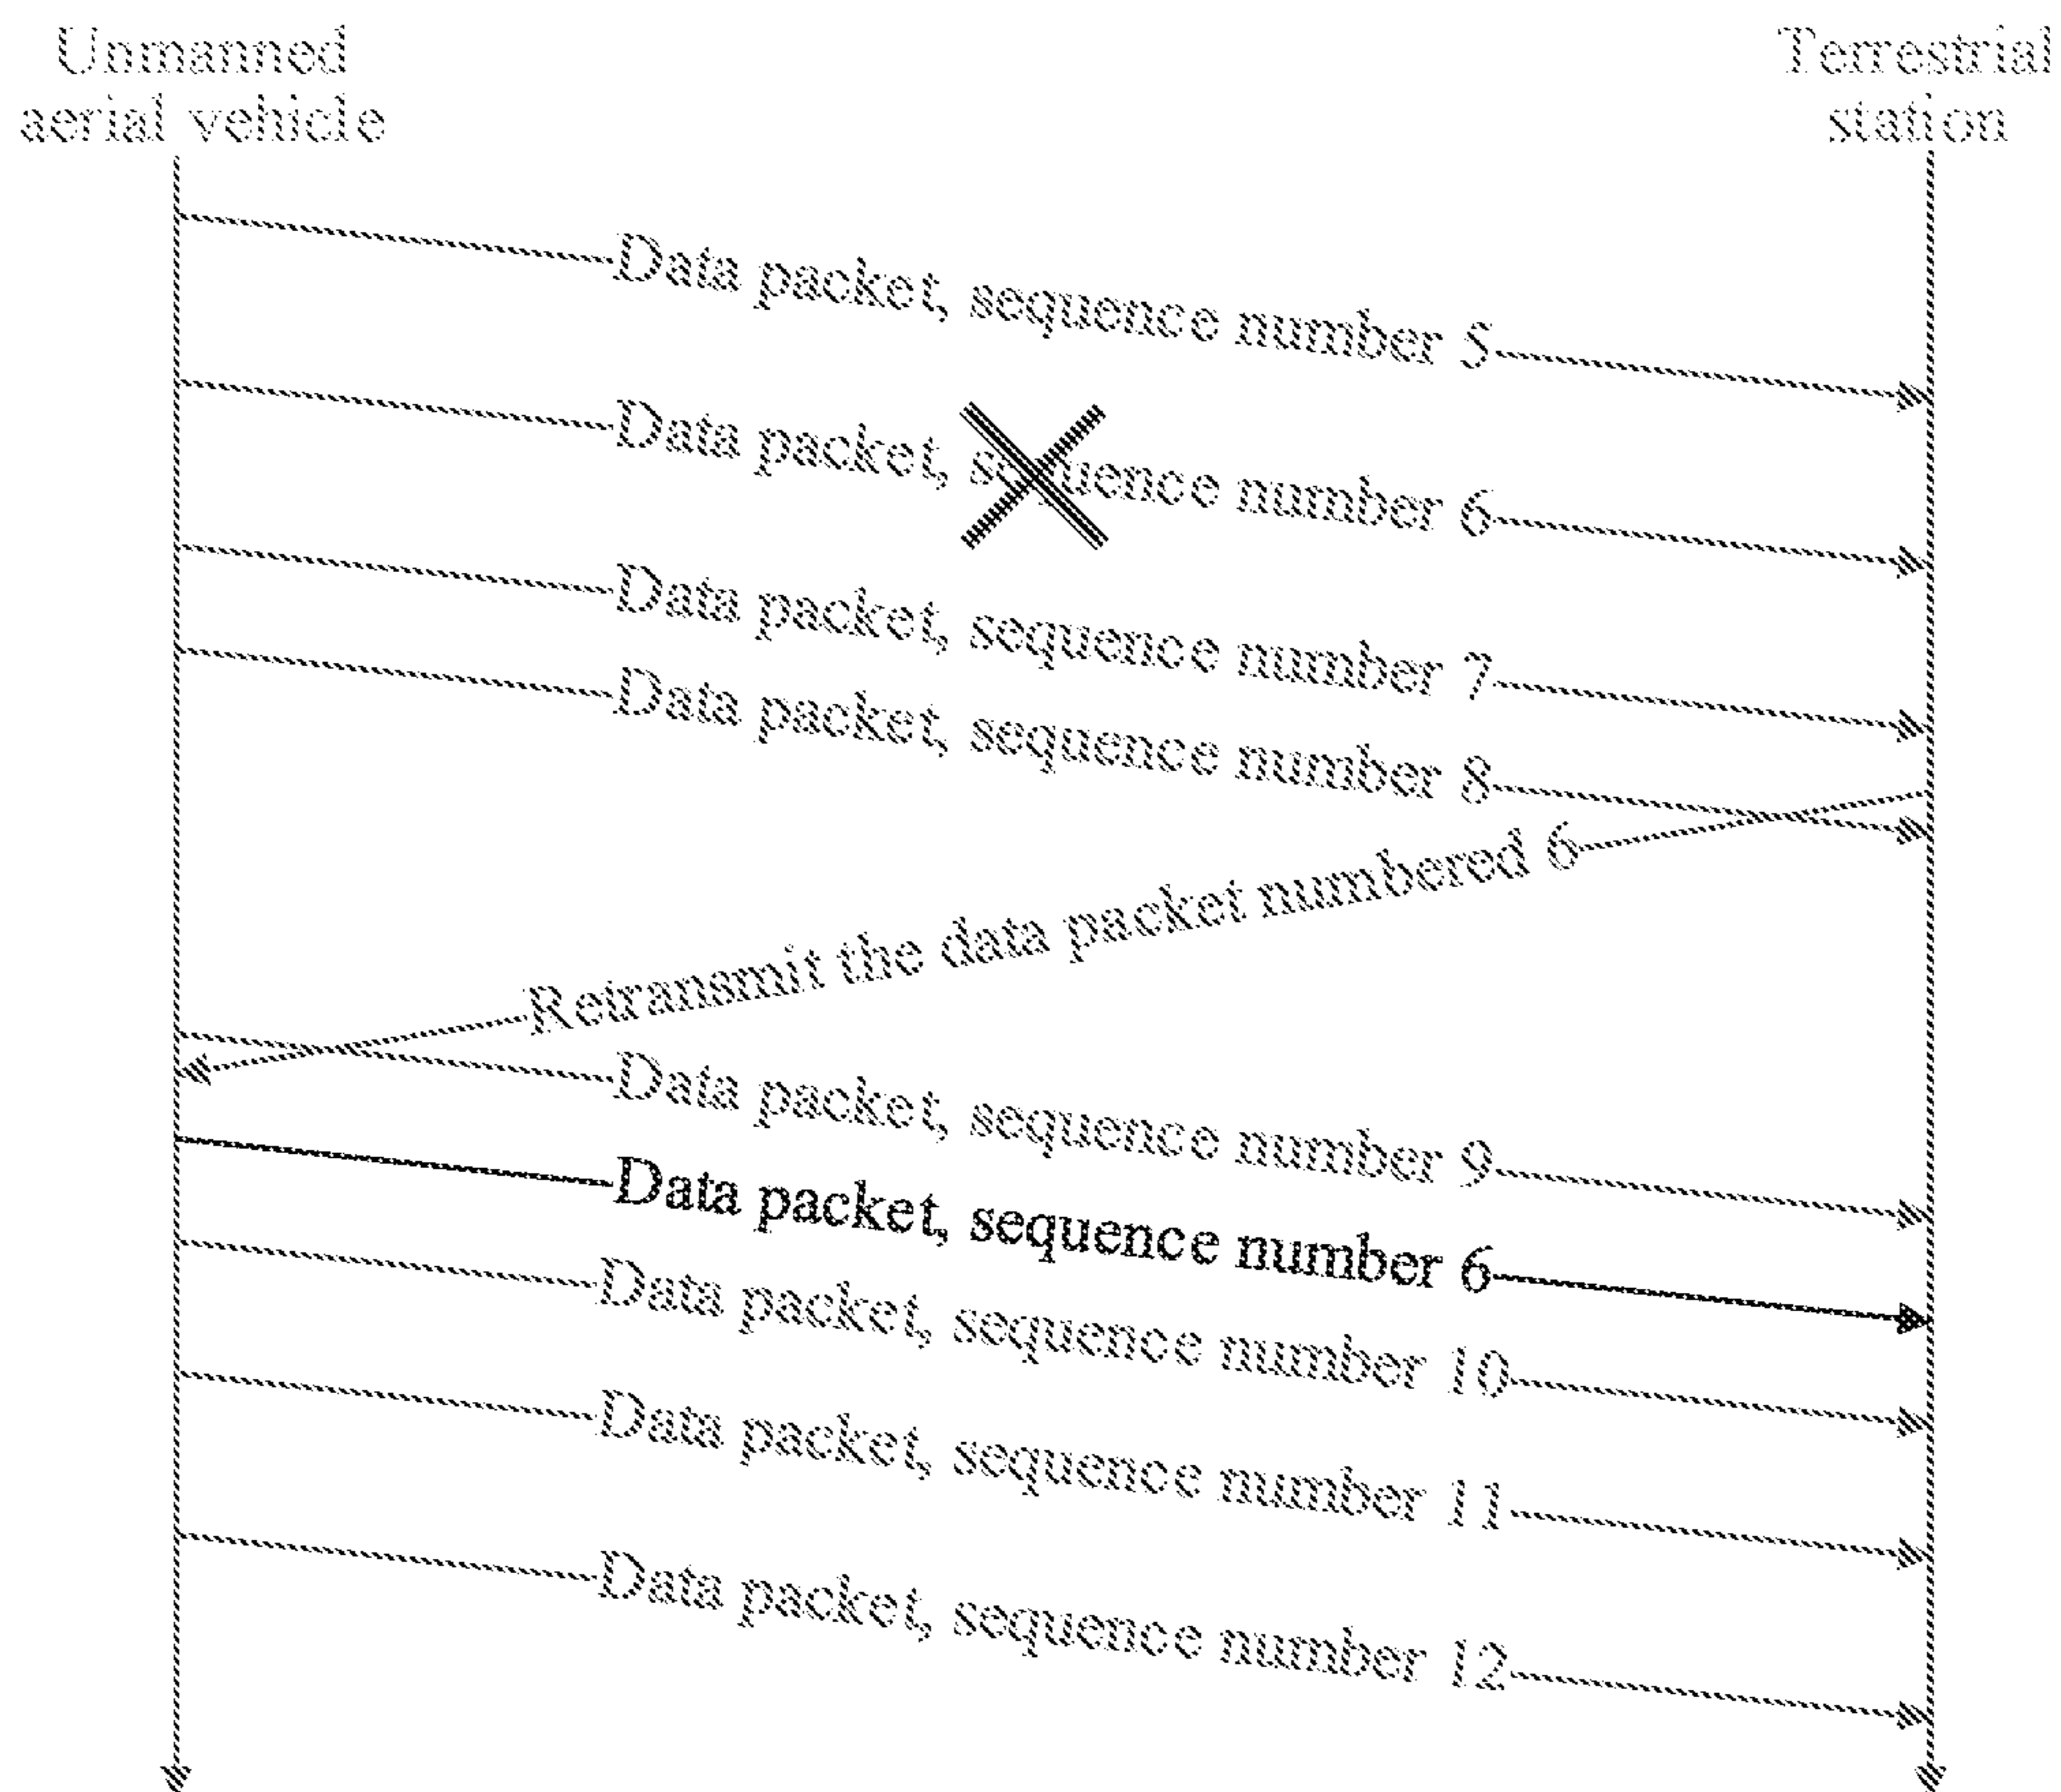 Unmanned
aerial vehicle
Terrestrial
station
Data packet, sequence number 5
Data packet, sequence number 6
Data packet, sequence number 7
Data packet, sequence number 8
Retransmit the data packet numbered 6
Data packet, sequence number 9
Data packet, sequence number 6
Data packet, sequence number 10
Data packet, sequence number 11
Data packet, sequence number 12